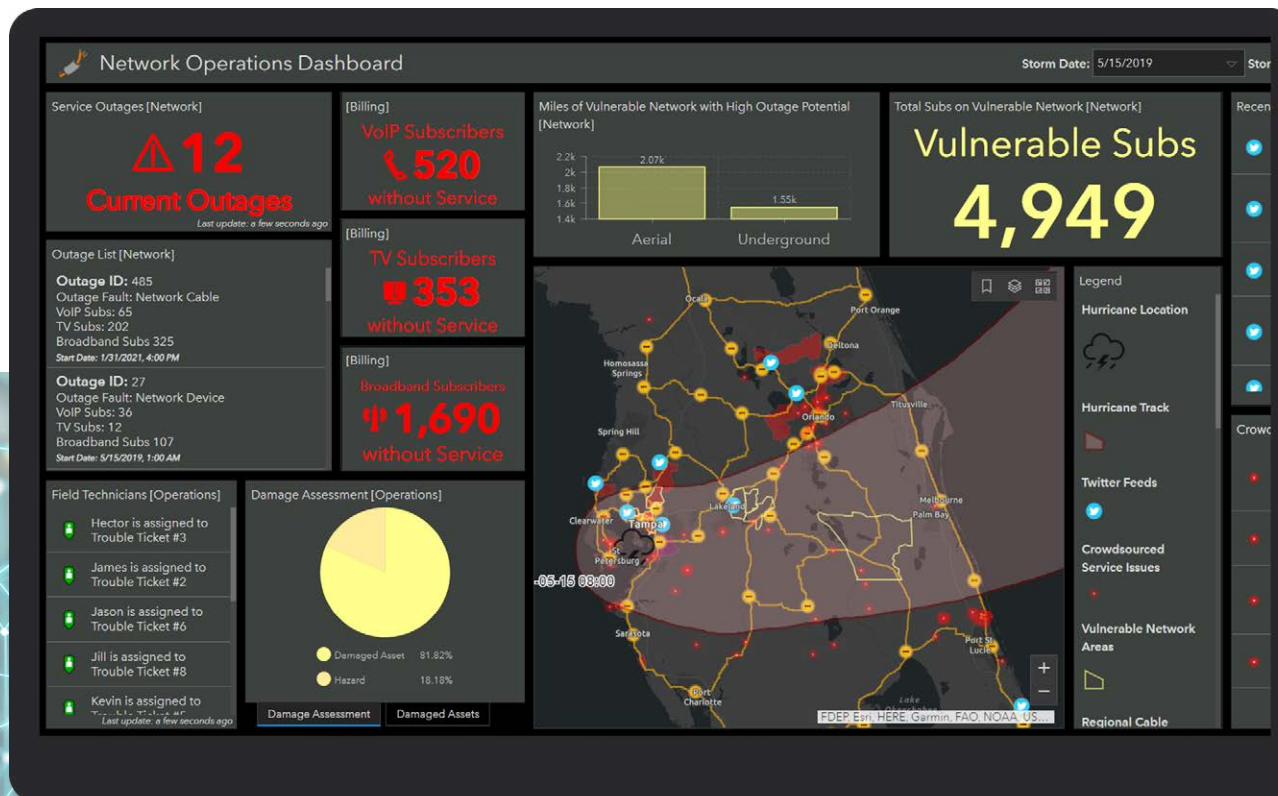 Network Operations Dashboard
Storm Date: 5/15/2019
Service Outages [Network]
12
Current Outages
Last update: a few seconds ago
[Billing]
VoIP Subscribers
520
without Service
[Billing]
TV Subscribers
353
without Service
[Billing]
Broadband Subscribers
1,690
without Service
Outage List [Network]
Outage ID: 485
Outage Fault: Network Cable
VoIP Subs: 65
TV Subs: 202
Broadband Subs 325
Start Date: 1/31/2021, 4:00 PM
Outage ID: 27
Outage Fault: Network Device
VoIP Subs: 36
TV Subs: 12
Broadband Subs 107
Start Date: 5/15/2019, 1:00 AM
Field Technicians [Operations]
Hector is assigned to
Trouble Ticket #3
James is assigned to
Trouble Ticket #2
Jason is assigned to
Trouble Ticket #6
Jill is assigned to
Trouble Ticket #8
Kevin is assigned to
Last update: a few seconds ago
Damage Assessment [Operations]
Damaged Asset 81.82%
Hazard 18.18%
Damage Assessment
Damaged Assets
Miles of Vulnerable Network with High Outage Potential
[Network]
2.2k
2k
1.8k
1.6k
1.4k
2.07k
1.55k
Aerial
Underground
Total Subs on Vulnerable Network [Network]
Vulnerable Subs
4,949
Ocala
Port Orange
Deltona
Homosassa
Springs
Titusville
Orlando
Spring Hill
Melbourne
Palm Bay
Lakeland
Clearwater
Tampa
St
Petersburg
-05-15 08:00
Sarasota
Port St
Lucie
Port
Charlotte
Lake
FDEP, Esri, HERE, Garmin, FAO, NOAA, US...
+
−
Legend
Hurricane Location
Hurricane Track
Twitter Feeds
Crowdsourced
Service Issues
Vulnerable Network
Areas
Regional Cable